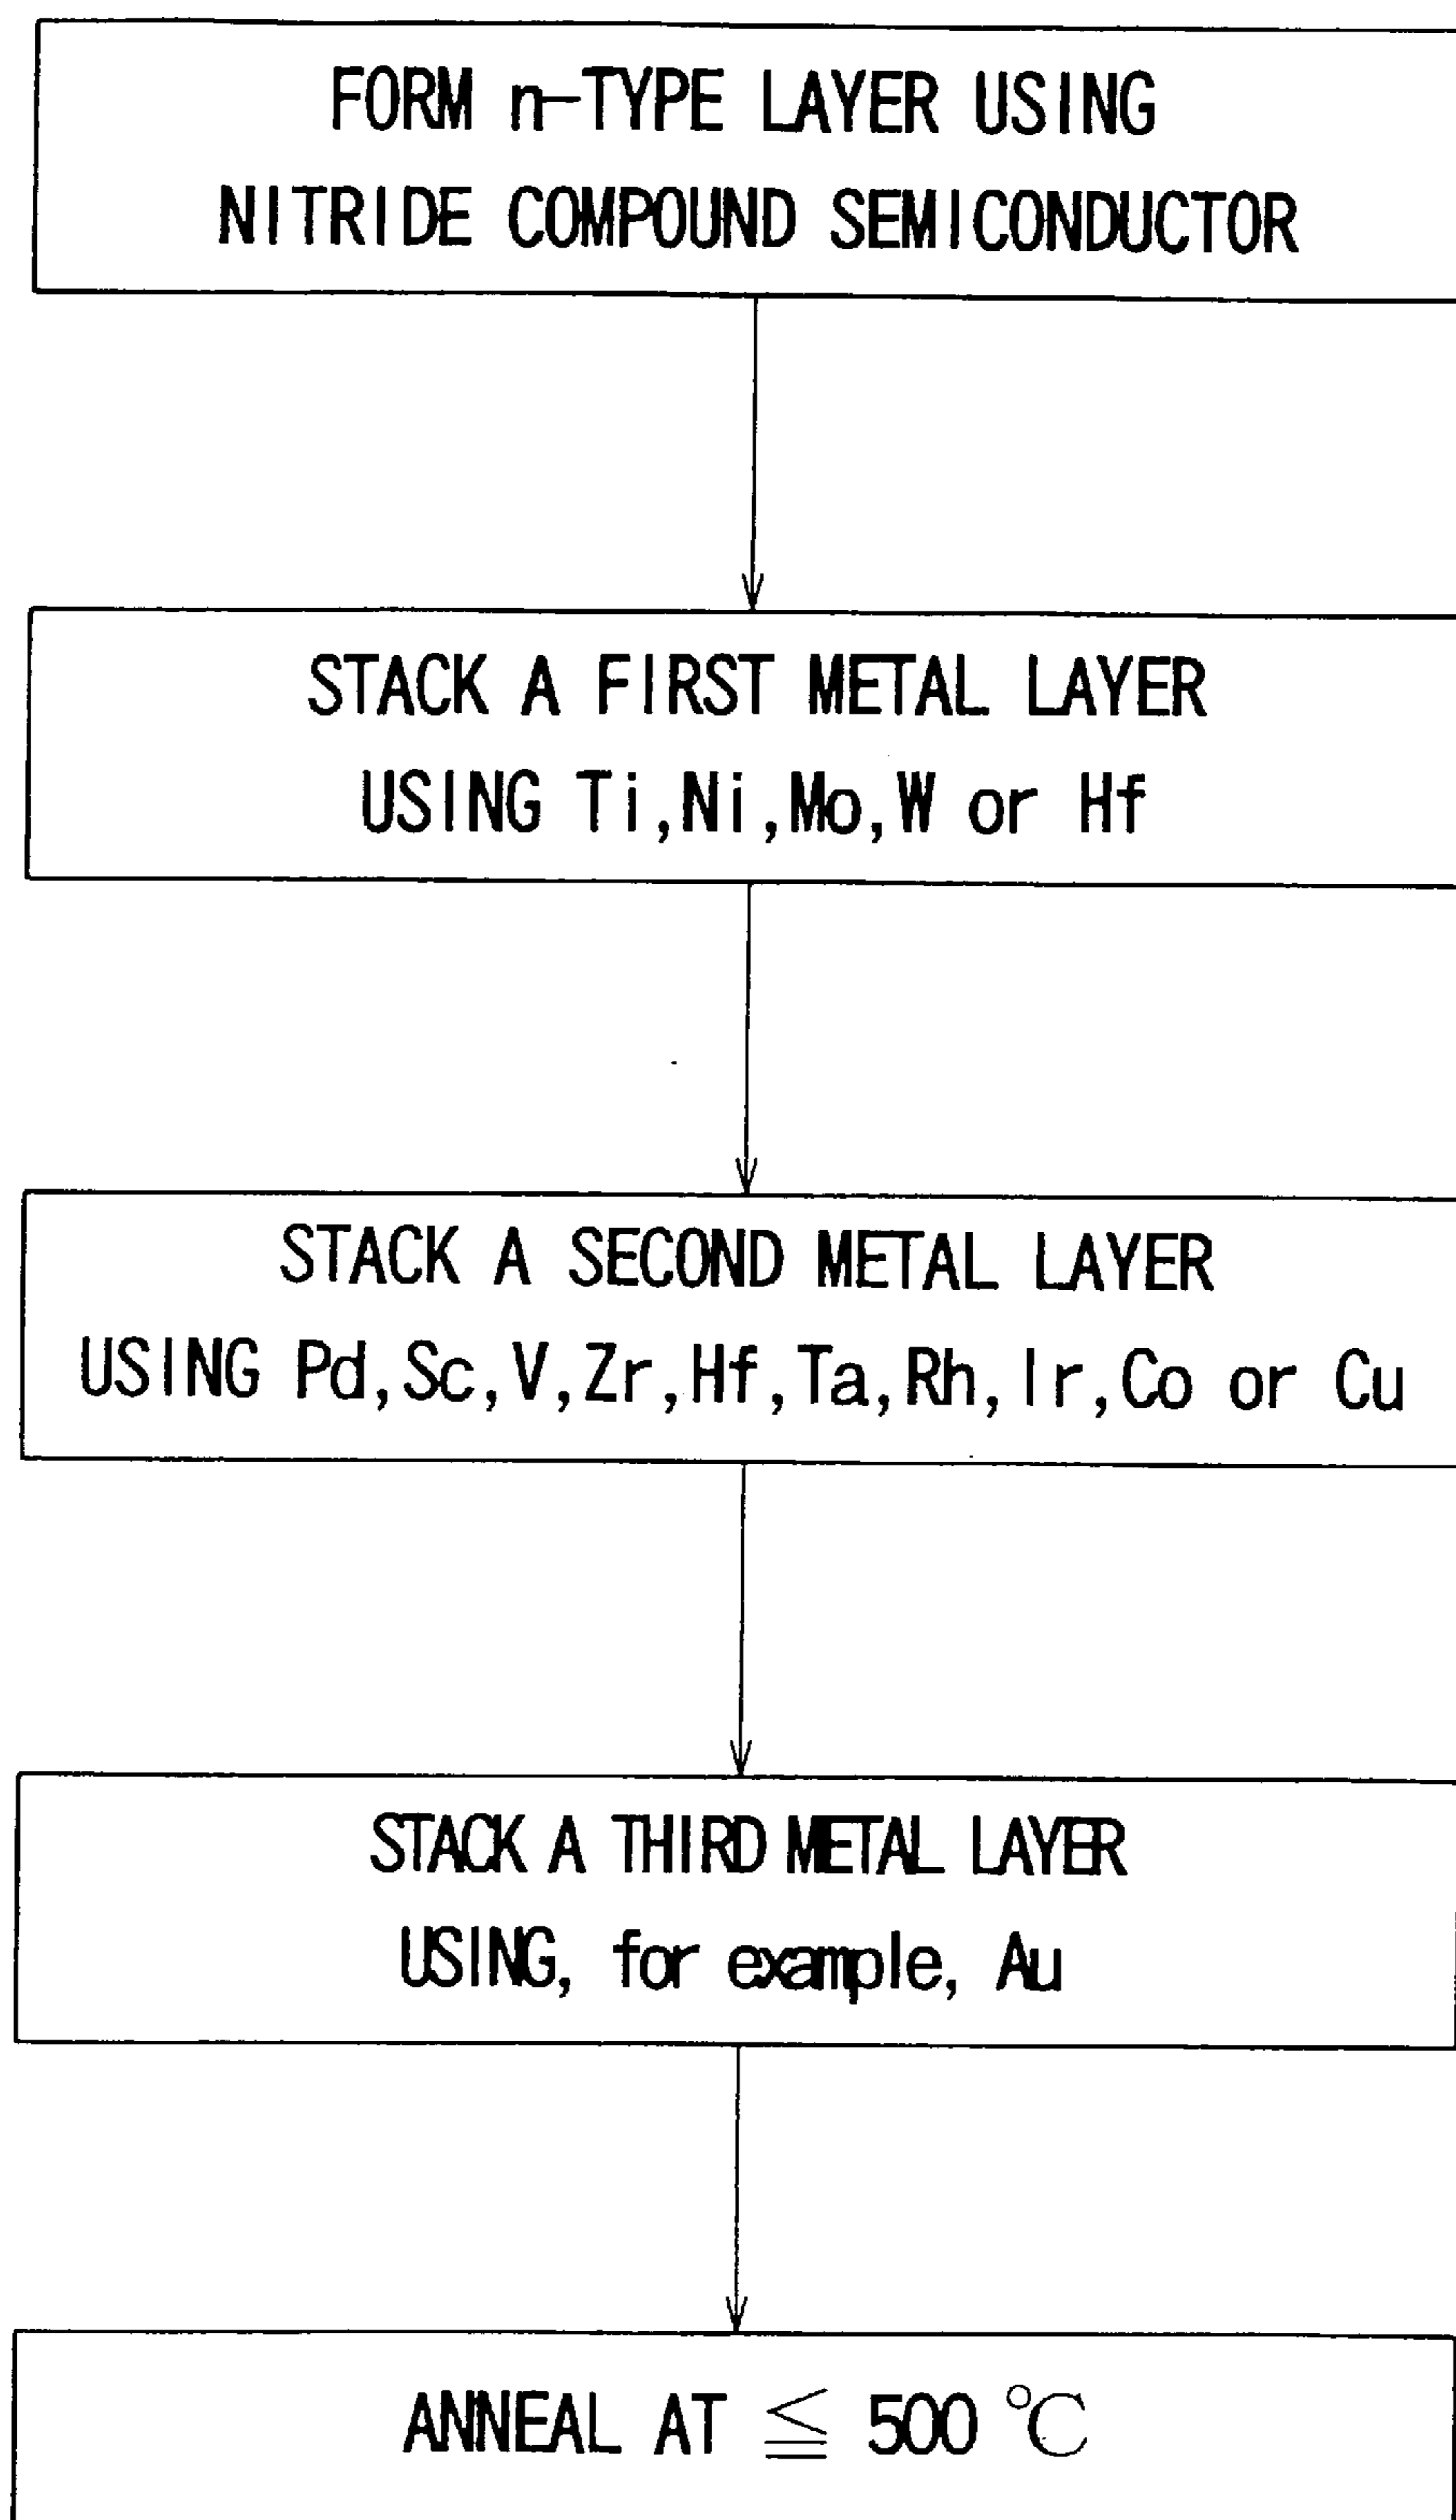 FORM n-TYPE LAYER USING
NITRIDE COMPOUND SEMICONDUCTOR
STACK A FIRST METAL LAYER
USING Ti,Ni,Mo,W or Hf
STACK A SECOND METAL LAYER
USING Pd,Sc,V,Zr,Hf,Ta,Rh,Ir,Co or Cu
STACK A THIRD METAL LAYER
USING, for example, Au
ANNEAL AT ≦ 500 ℃